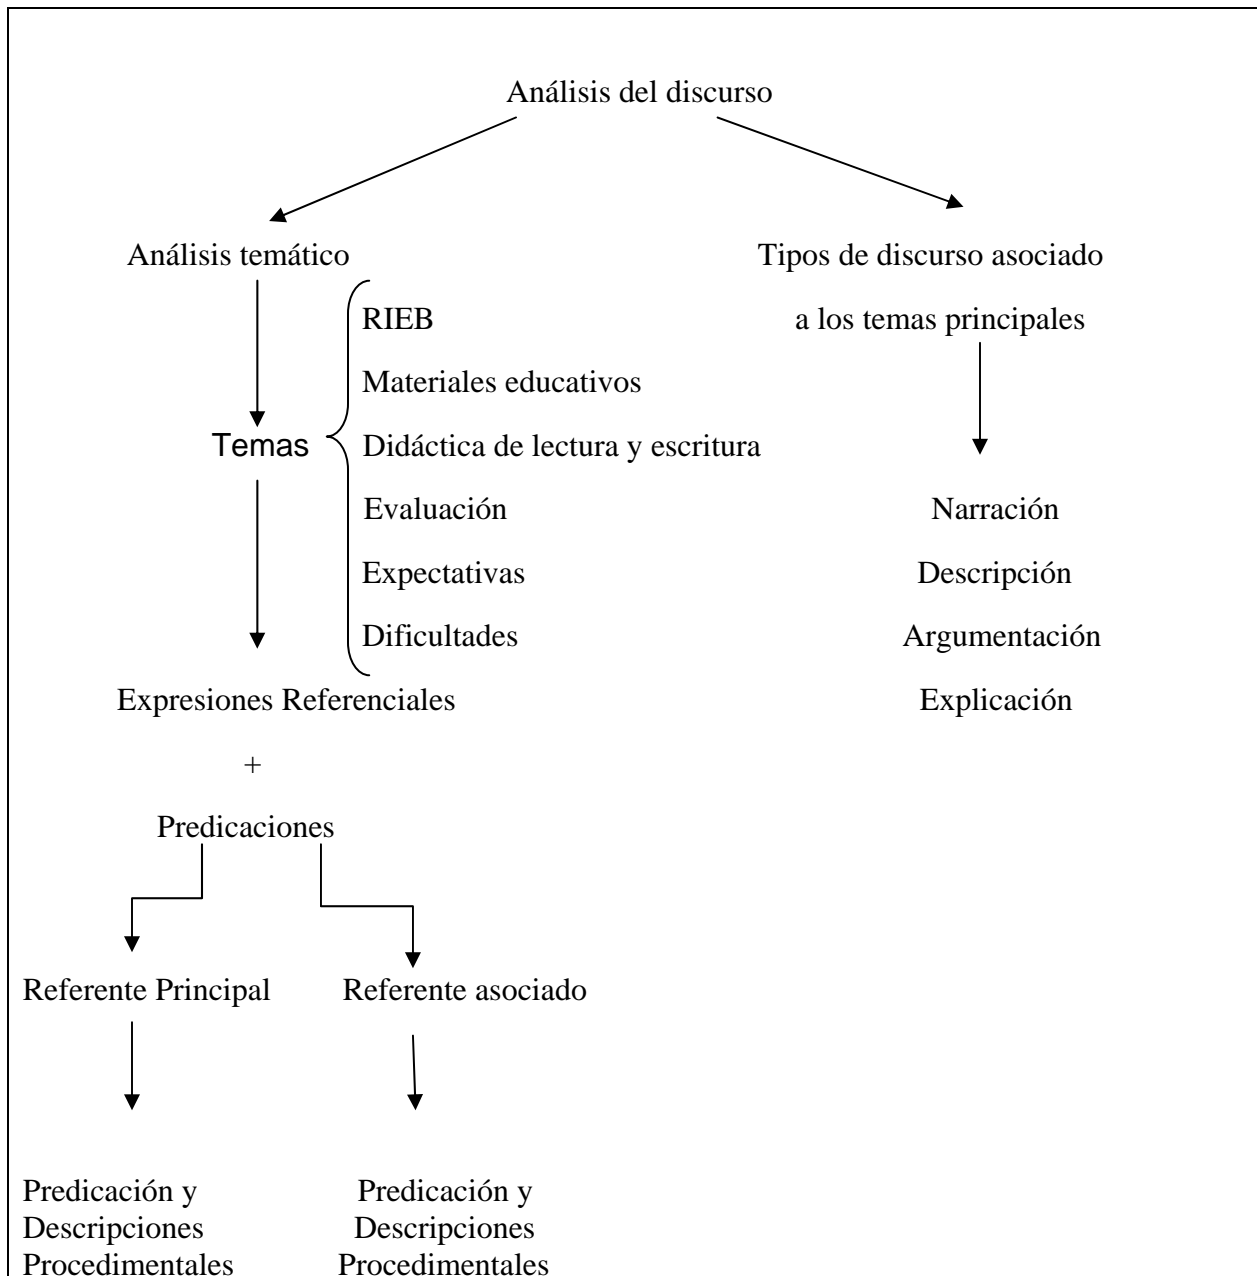 Análisis del discurso
Análisis temático
Tipos de discurso asociado
a los temas principales
RIEB
Materiales educativos
Temas
Didáctica de lectura y escritura
Evaluación
Expectativas
Dificultades
Narración
Descripción
Argumentación
Explicación
Expresiones Referenciales
+
Predicaciones
Referente Principal
Referente asociado
Predicación y
Descripciones
Procedimentales
Predicación y
Descripciones
Procedimentales